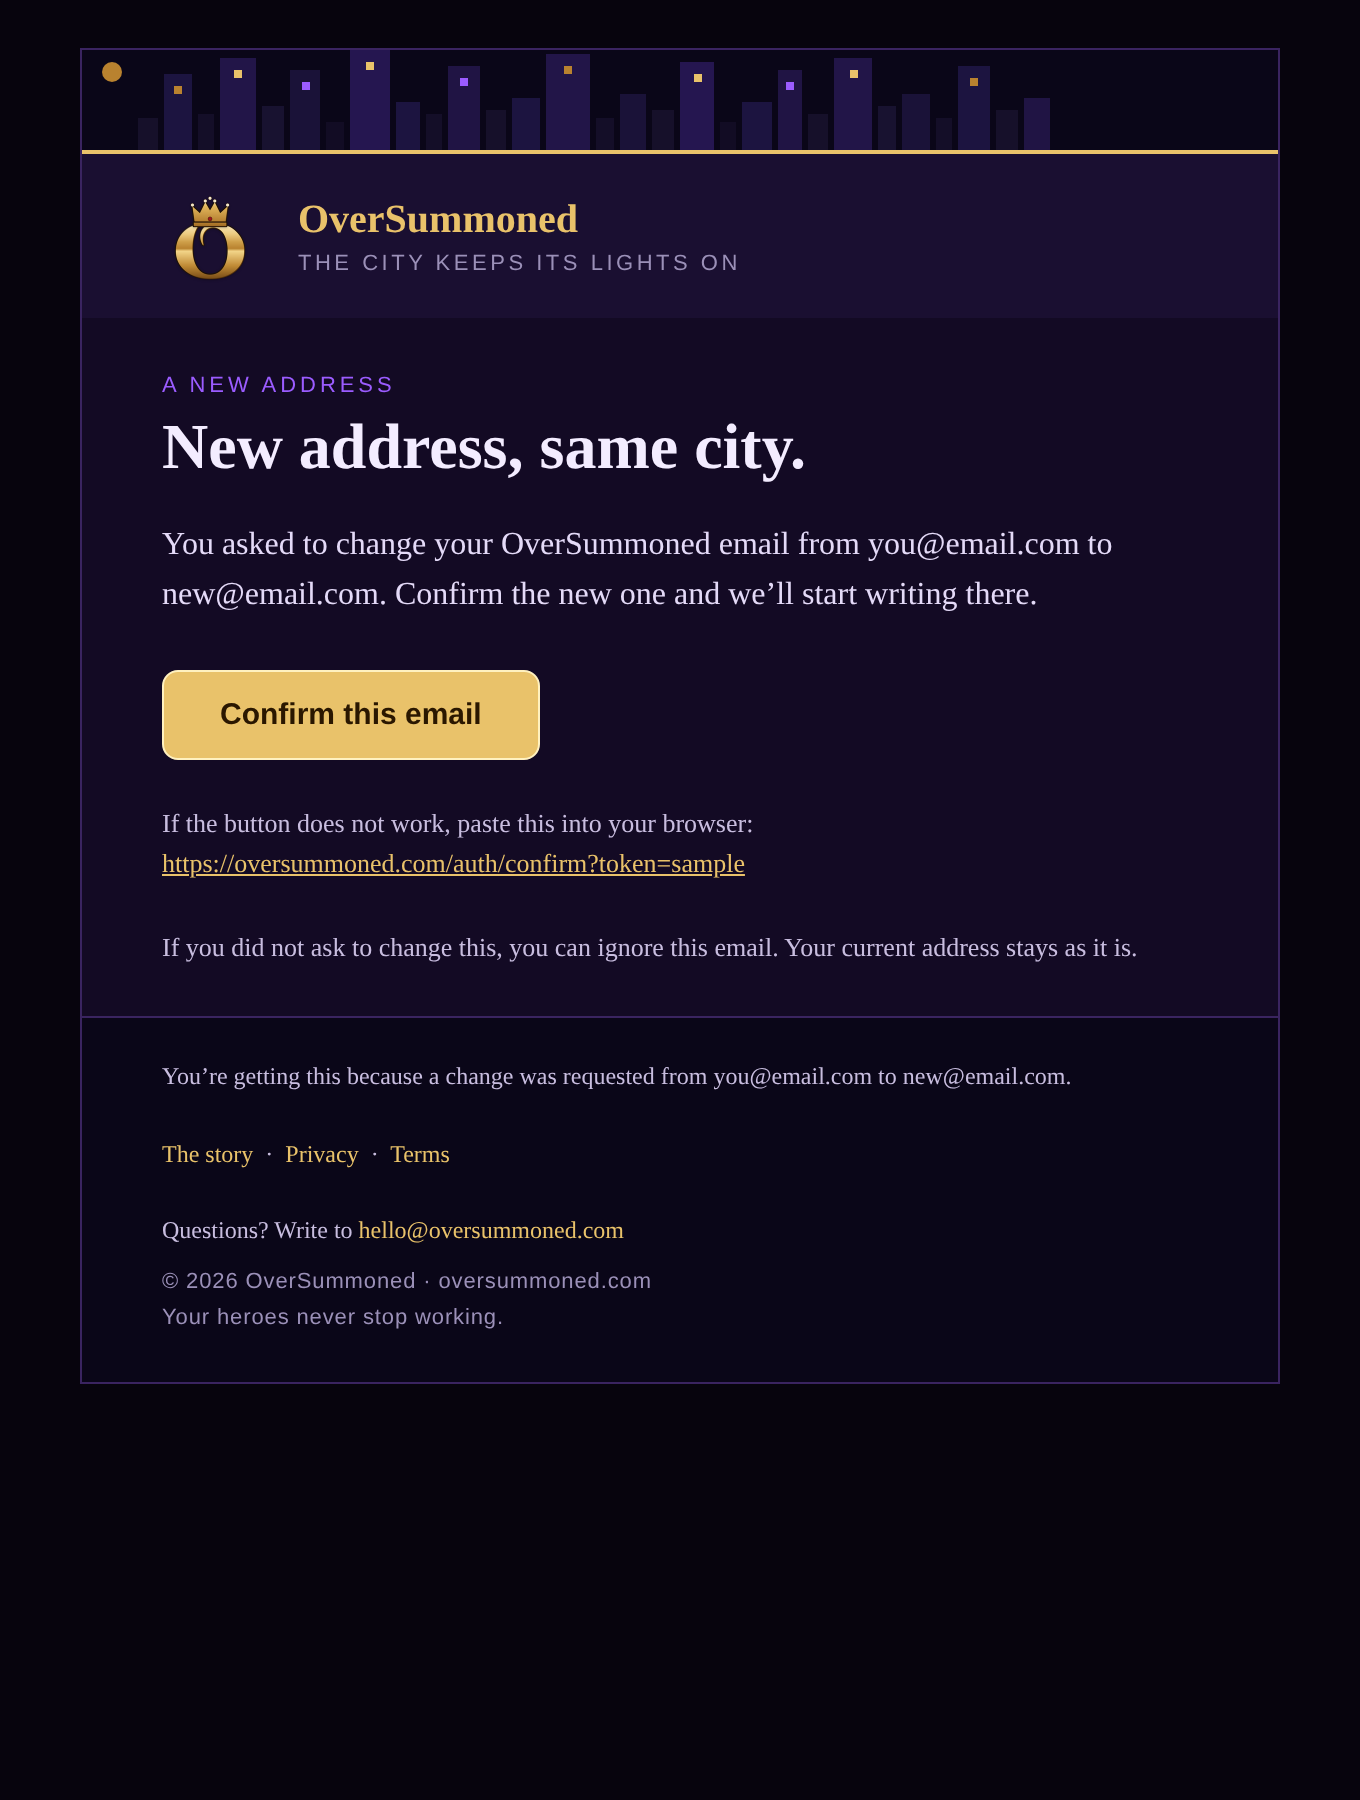 OverSummoned
THE CITY KEEPS ITS LIGHTS ON
A NEW ADDRESS
New address, same city.
You asked to change your OverSummoned email from you@email.com to
new@email.com. Confirm the new one and we’ll start writing there.
Confirm this email
If the button does not work, paste this into your browser:
https://oversummoned.com/auth/confirm?token=sample
If you did not ask to change this, you can ignore this email. Your current address stays as it is.
You’re getting this because a change was requested from you@email.com to new@email.com.
The story · Privacy · Terms
Questions? Write to hello@oversummoned.com
© 2026 OverSummoned · oversummoned.com
Your heroes never stop working.